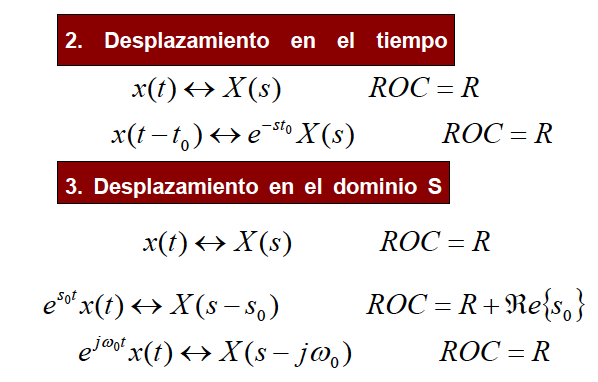 2. Desplazamiento en el tiempo
x(t) ↔ X(s) ROC = R
x(t − t₀) ↔ e^{−st₀} X(s) ROC = R
3. Desplazamiento en el dominio S
x(t) ↔ X(s) ROC = R
e^{s₀t} x(t) ↔ X(s − s₀) ROC = R + ℜe{s₀}
e^{jω₀t} x(t) ↔ X(s − jω₀) ROC = R